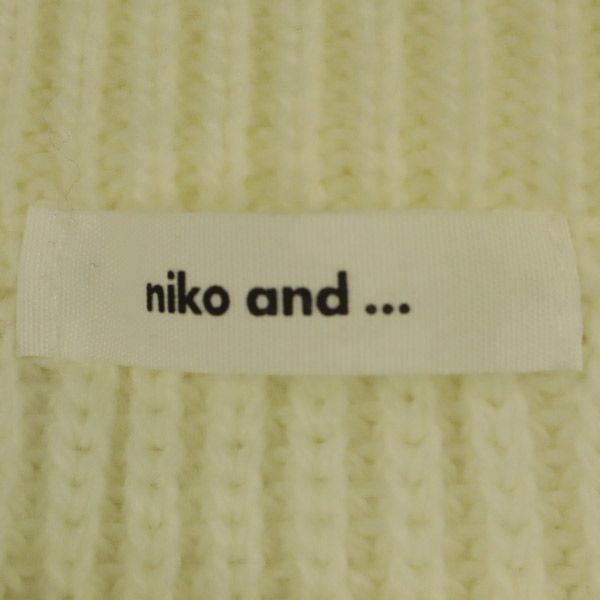 niko and ...